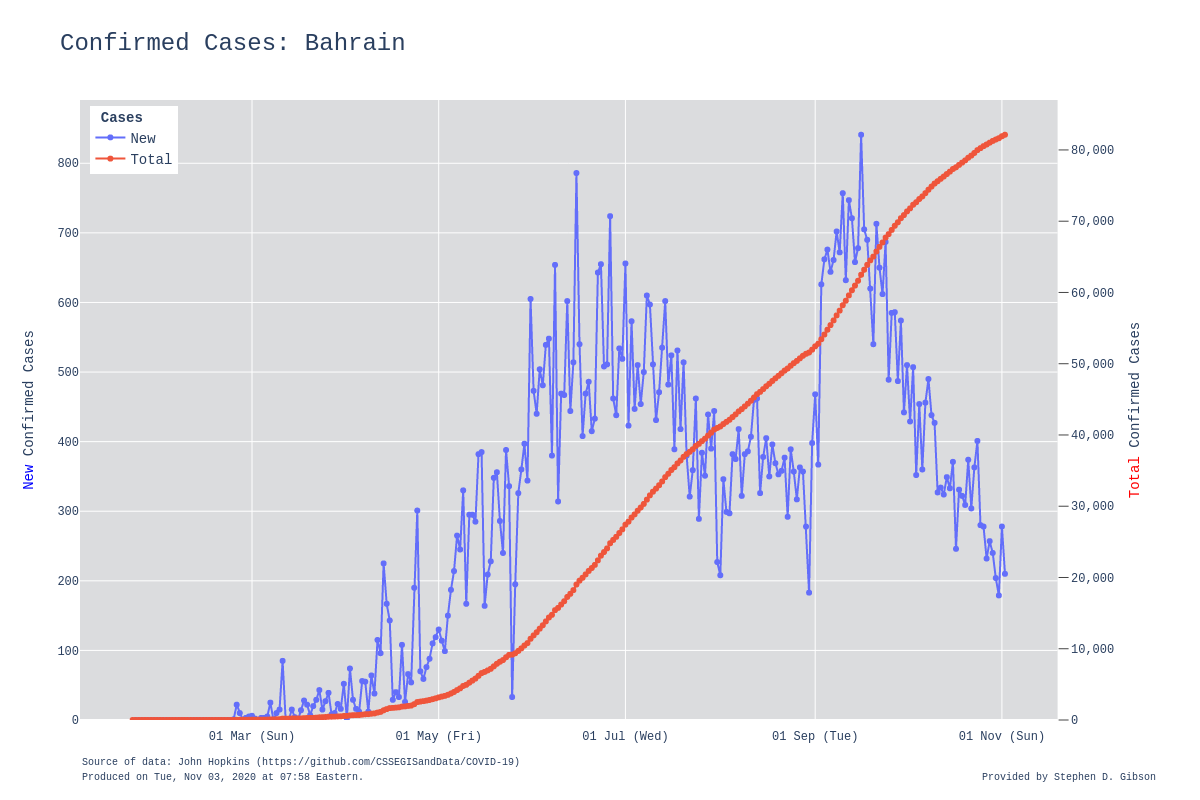 Confirmed Cases: Bahrain
Cases
New
Total
800
700
600
500
400
300
200
100
0
80,000
70,000
60,000
50,000
40,000
30,000
20,000
10,000
0
New Confirmed Cases
Total Confirmed Cases
01 Mar (Sun)
01 May (Fri)
01 Jul (Wed)
01 Sep (Tue)
01 Nov (Sun)
Source of data: John Hopkins (https://github.com/CSSEGISandData/COVID-19)
Produced on Tue, Nov 03, 2020 at 07:58 Eastern.
Provided by Stephen D. Gibson